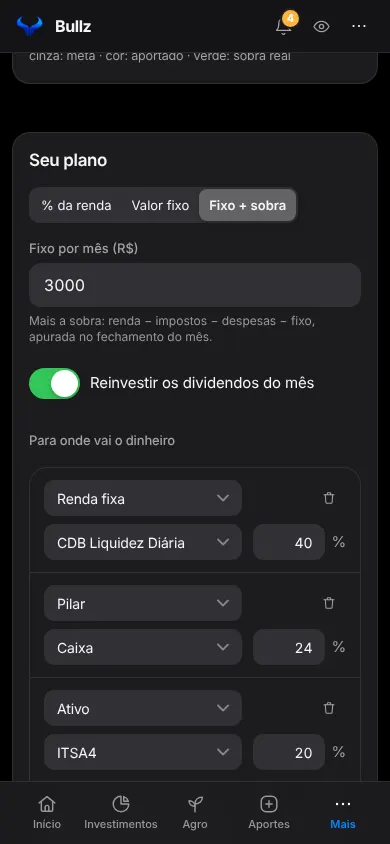 Bullz
4
cinza: meta · cor: aportado · verde: sobra real
Seu plano
% da renda
Valor fixo
Fixo + sobra
Fixo por mês (R$)
3000
Mais a sobra: renda − impostos − despesas − fixo,
apurada no fechamento do mês.
Reinvestir os dividendos do mês
Para onde vai o dinheiro
Renda fixa
CDB Liquidez Diária
40 %
Pilar
Caixa
24 %
Ativo
ITSA4
20 %
Início
Investimentos
Agro
Aportes
Mais